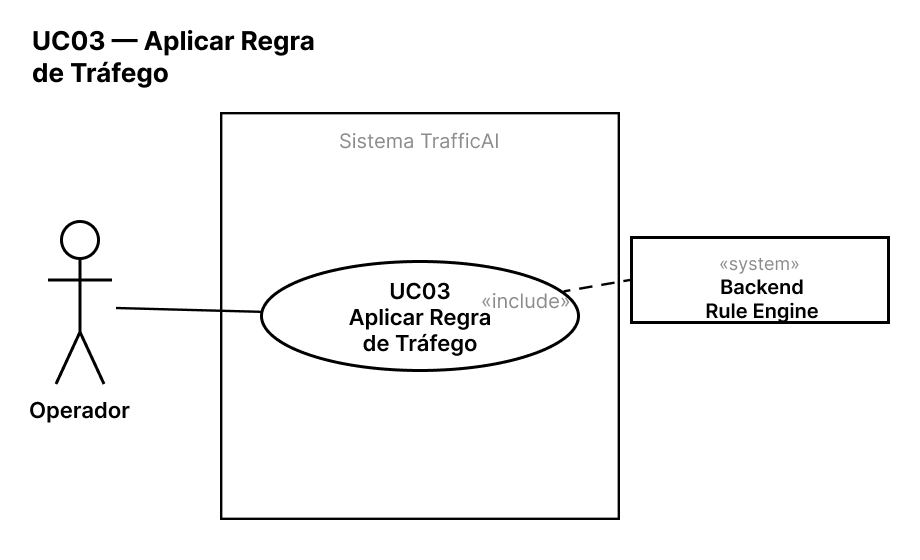 UC03 — Aplicar Regra
de Tráfego
Sistema TrafficAI
UC03
Aplicar Regra
de Tráfego
«include»
«system»
Backend
Rule Engine
Operador